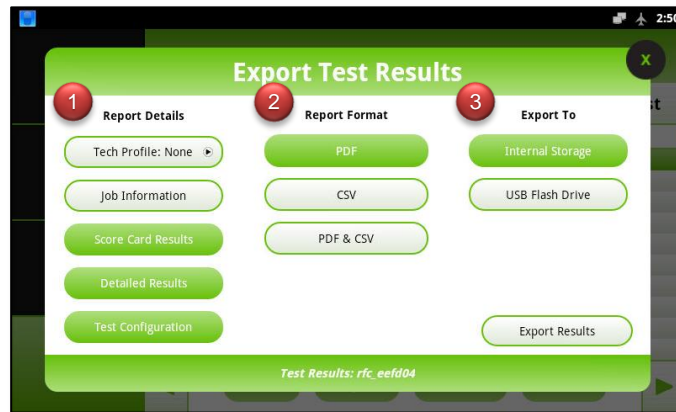 2:50
Export Test Results
X
st
1
Report Details
2
Report Format
3
Export To
Tech Profile: None
PDF
Internal Storage
Job Information
CSV
USB Flash Drive
Score Card Results
PDF & CSV
Detailed Results
Test Configuration
Export Results
Test Results: rfc_eefd04